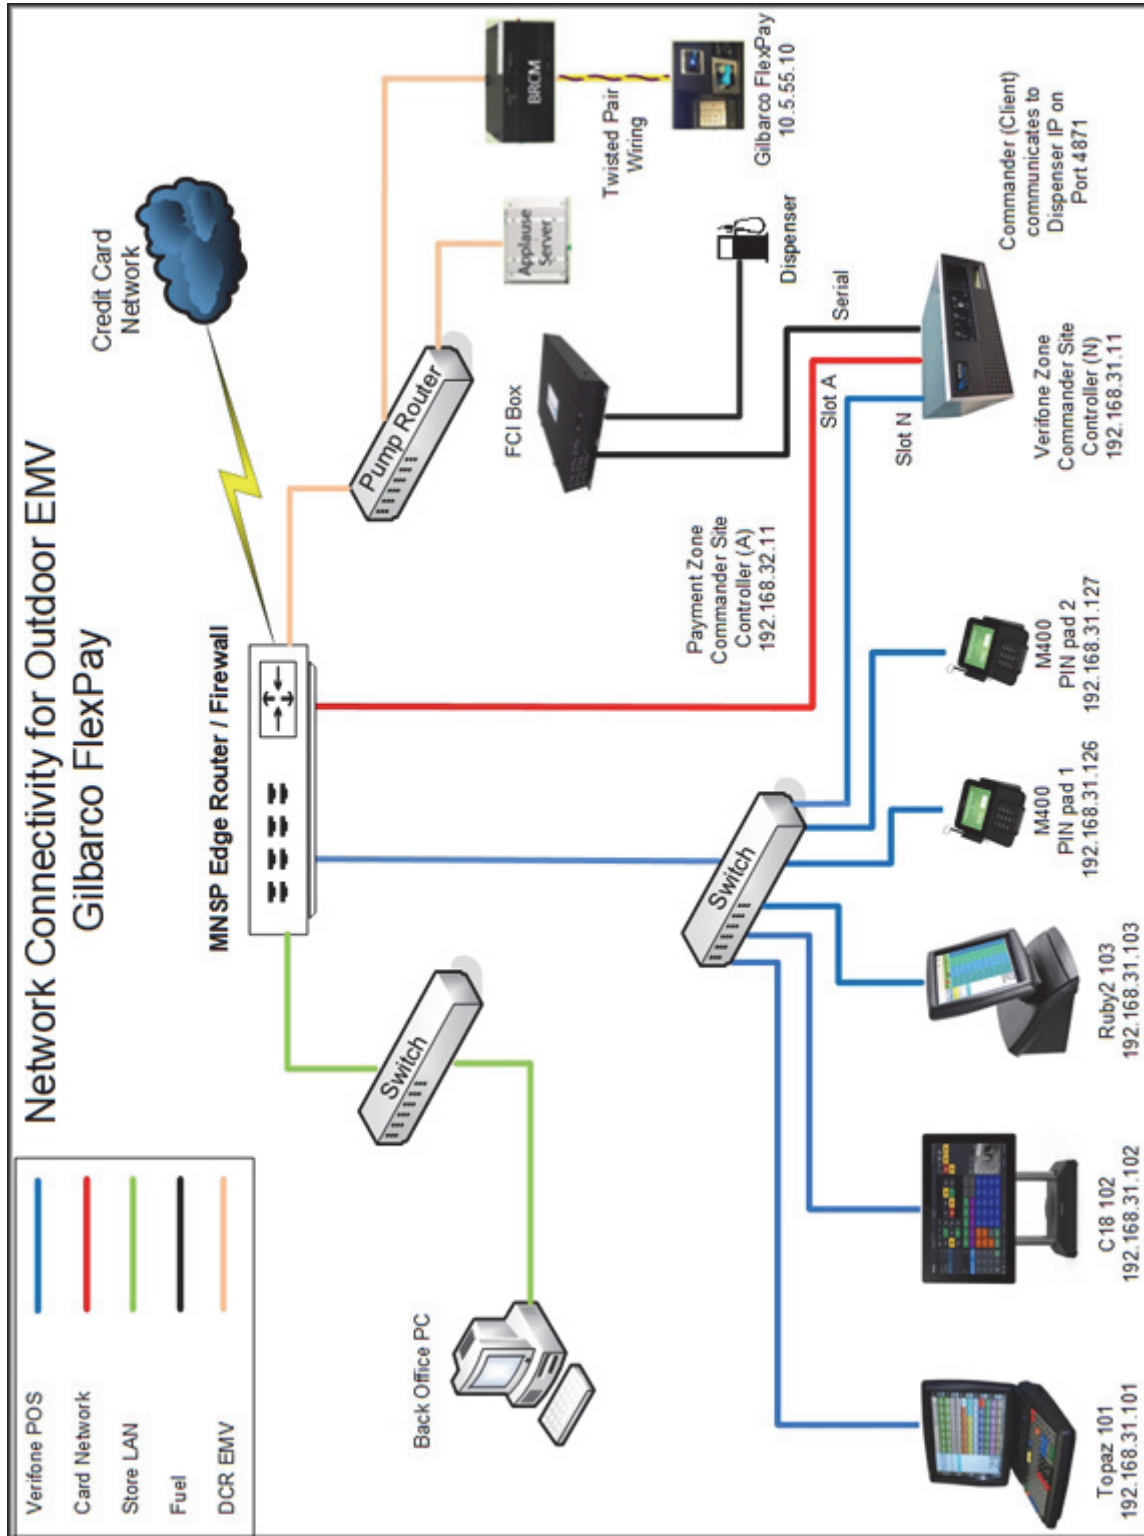 Network Connectivity for Outdoor EMV
Gilbarco FlexPay
Verifone POS
Card Network
Store LAN
Fuel
DCR EMV
Credit Card
Network
MNSP Edge Router / Firewall
Pump Router
Applause
Server
BRCM
Twisted Pair
Wiring
Gilbarco FlexPay
10.5.55.10
Switch
Back Office PC
FCI Box
Dispenser
Payment Zone
Commander Site
Controller (A)
192.168.32.11
Slot A
Serial
Slot N
Switch
Topaz 101
192.168.31.101
C18 102
192.168.31.102
Ruby2 103
192.168.31.103
M400
PIN pad 1
192.168.31.126
M400
PIN pad 2
192.168.31.127
Verifone Zone
Commander Site
Controller (N)
192.168.31.11
Commander (Client)
communicates to
Dispenser IP on
Port 4871